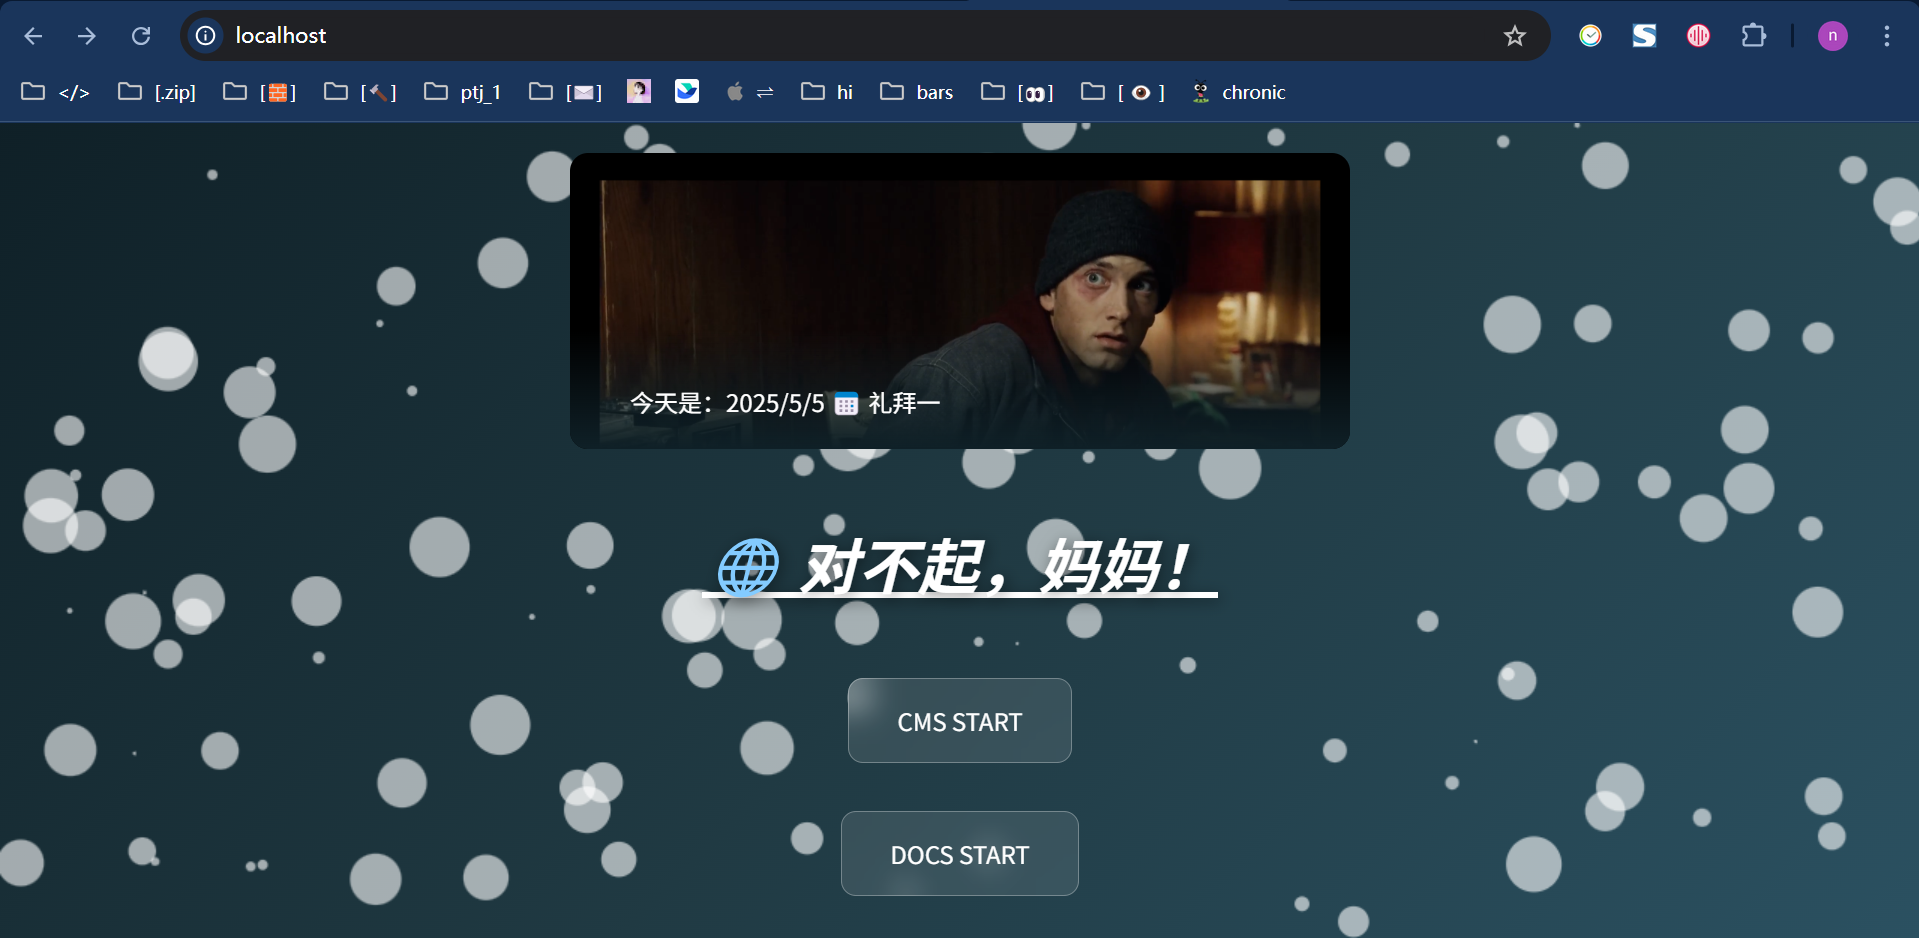 localhost
n
</> [.zip] [🧱] [🔨] ptj_1 [✉️] ⇌ hi bars [👀] [ 👁️ ] chronic
今天是：2025/5/5 📅 礼拜一
🌐 对不起，妈妈！
CMS START
DOCS START